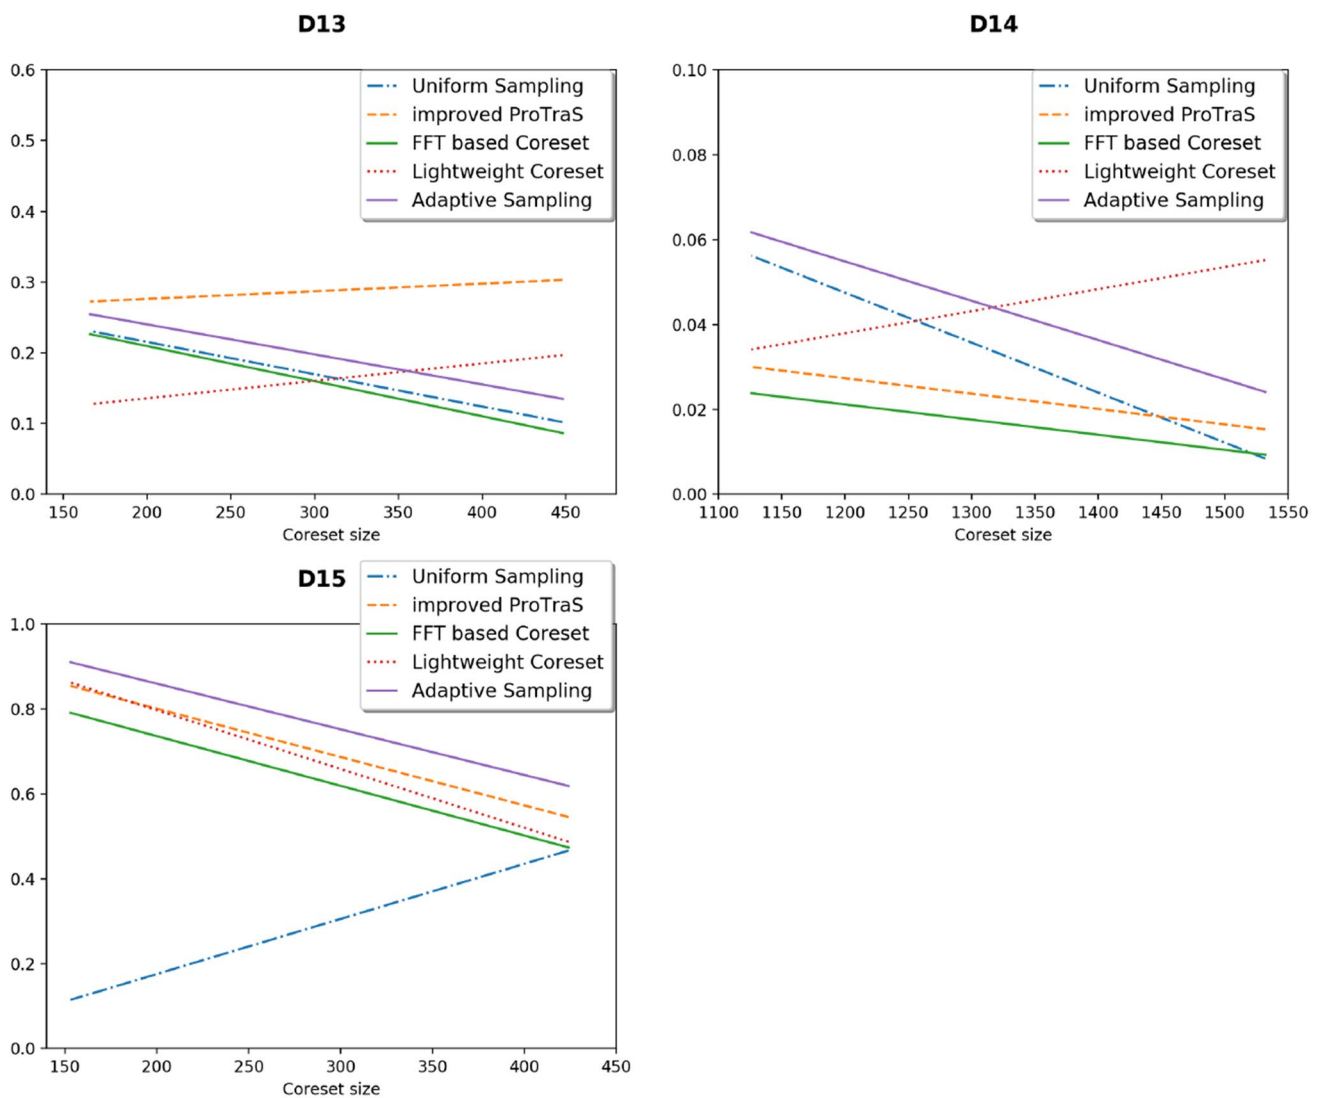 D13
0.6
0.5
0.4
0.3
0.2
0.1
0.0
150 200 250 300 350 400 450
Coreset size
Uniform Sampling
improved ProTraS
FFT based Coreset
Lightweight Coreset
Adaptive Sampling
D14
0.10
0.08
0.06
0.04
0.02
0.00
1100 1150 1200 1250 1300 1350 1400 1450 1500 1550
Coreset size
Uniform Sampling
improved ProTraS
FFT based Coreset
Lightweight Coreset
Adaptive Sampling
D15
1.0
0.8
0.6
0.4
0.2
0.0
150 200 250 300 350 400 450
Coreset size
Uniform Sampling
improved ProTraS
FFT based Coreset
Lightweight Coreset
Adaptive Sampling